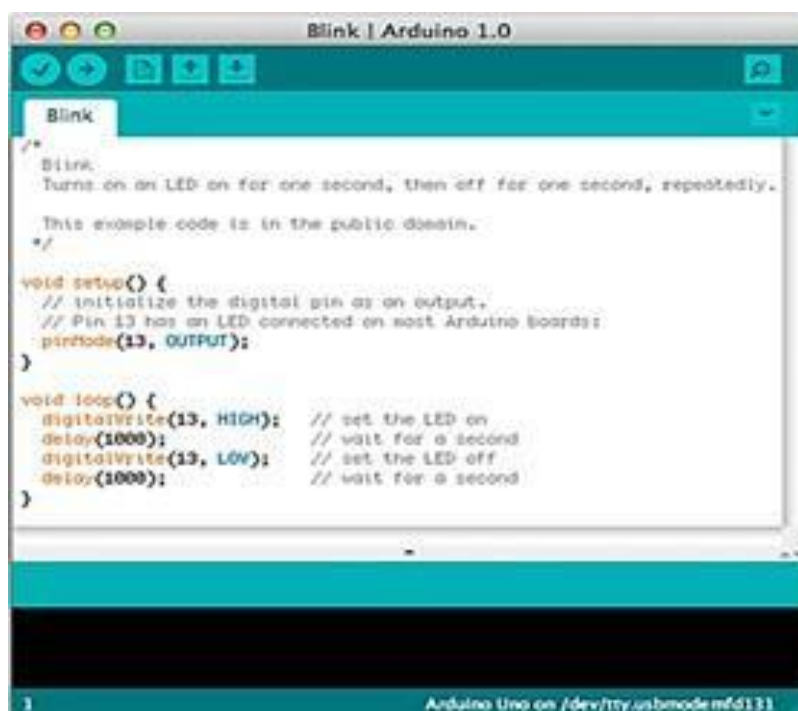 Blink | Arduino 1.0
Blink
/*
Blink
Turns on an LED on for one second, then off for one second, repeatedly.
This example code is in the public domain.
*/
void setup() {
// initialize the digital pin as an output.
// Pin 13 has an LED connected on most Arduino boards:
pinMode(13, OUTPUT);
}
void loop() {
digitalWrite(13, HIGH); // set the LED on
delay(1000); // wait for a second
digitalWrite(13, LOW); // set the LED off
delay(1000); // wait for a second
}
1 Arduino Uno on /dev/tty.usbmodemfd131